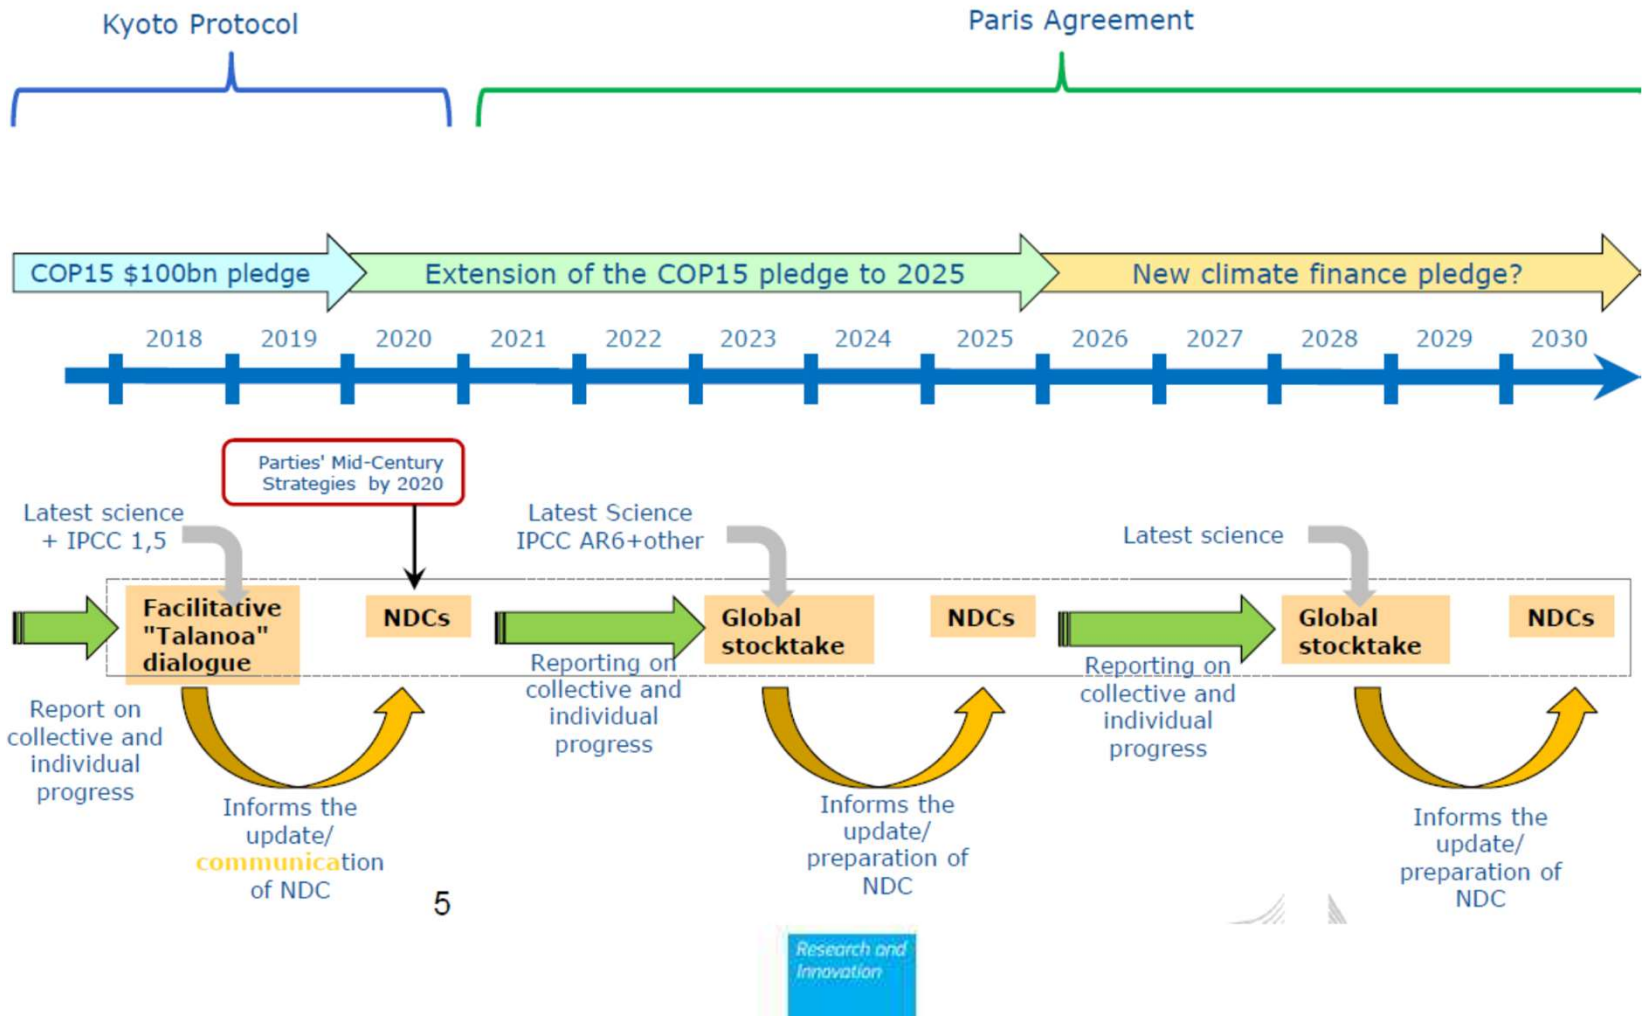 Kyoto Protocol
Paris Agreement
COP15 $100bn pledge
Extension of the COP15 pledge to 2025
New climate finance pledge?
2018 2019 2020 2021 2022 2023 2024 2025 2026 2027 2028 2029 2030
Parties' Mid-Century
Strategies by 2020
Latest science
+ IPCC 1,5
Latest Science
IPCC AR6+other
Latest science
Facilitative
"Talanoa"
dialogue
NDCs
Global
stocktake
NDCs
Global
stocktake
NDCs
Report on
collective and
individual
progress
Reporting on
collective and
individual
progress
Reporting on
collective and
individual
progress
Informs the
update/
communication
of NDC
Informs the
update/
preparation of
NDC
Informs the
update/
preparation of
NDC
5
Research and
Innovation